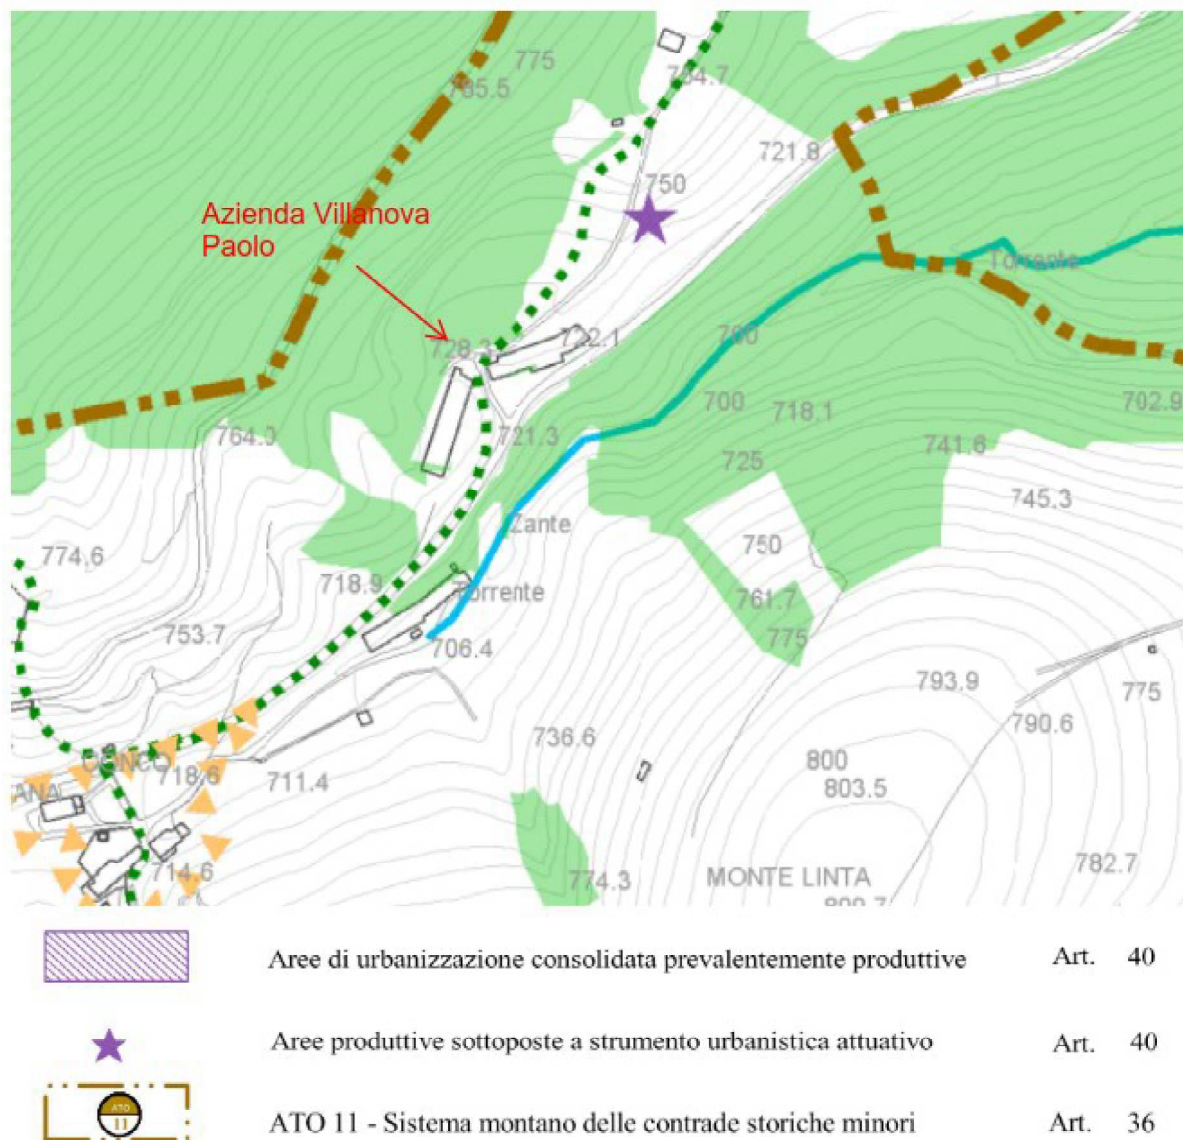 775
785.5
704.7
721.8
750
Azienda Villanova
Paolo
Torrente
728.3
722.1
700
700
718.1
702.9
764.0
721.3
741.6
725
745.3
Zante
774.6
750
718.9
Torrente
761.7
753.7
706.4
775
793.9
775
736.6
790.6
CONCO
718.6
711.4
800
803.5
ANA
714.6
774.3
MONTE LINTA
782.7
Aree di urbanizzazione consolidata prevalentemente produttive Art. 40
Aree produttive sottoposte a strumento urbanistica attuativo Art. 40
ATO
11
ATO 11 - Sistema montano delle contrade storiche minori Art. 36